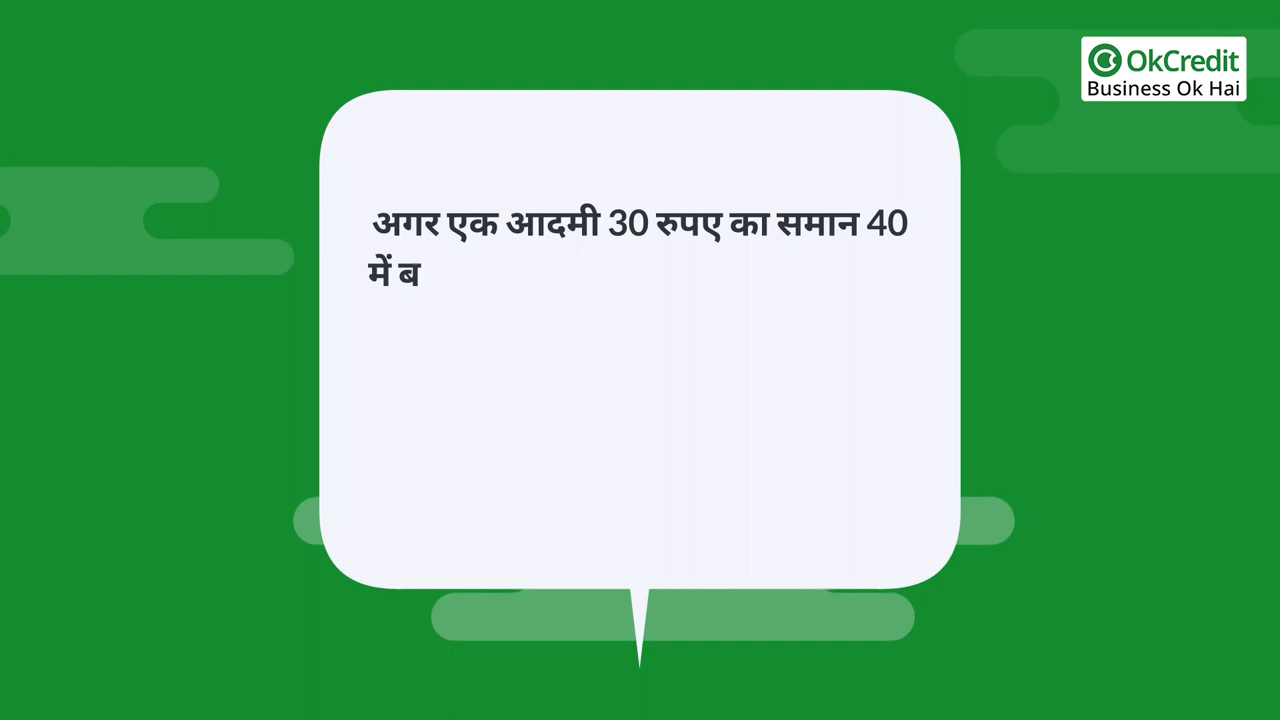 OkCredit
Business Ok Hai
अगर एक आदमी 30 रुपए का समान 40
में ब